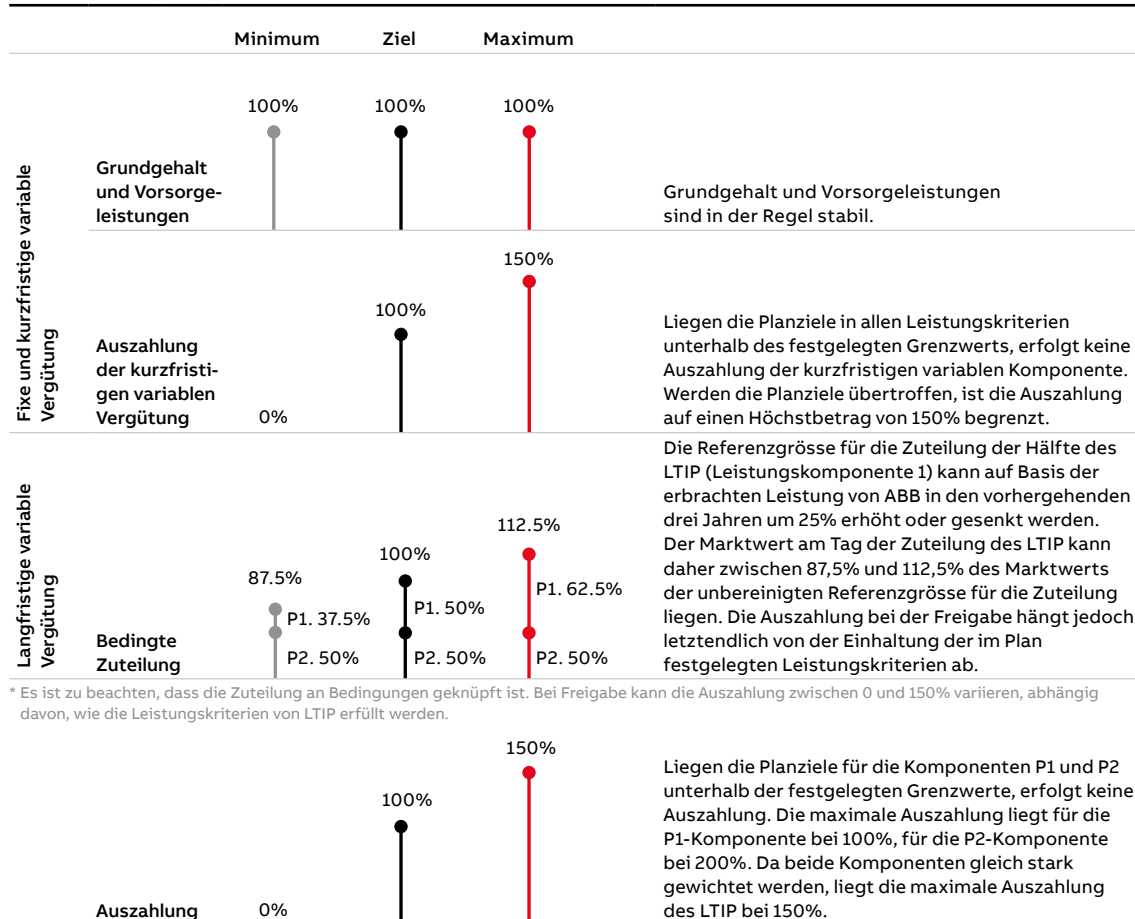 Minimum Ziel Maximum
Fixe und kurzfristige variable
Vergütung
100% 100% 100%
Grundgehalt
und Vorsorge-
leistungen
Grundgehalt und Vorsorgeleistungen
sind in der Regel stabil.
150%
100%
0%
Auszahlung
der kurzfristi-
gen variablen
Vergütung
Liegen die Planziele in allen Leistungskriterien
unterhalb des festgelegten Grenzwerts, erfolgt keine
Auszahlung der kurzfristigen variablen Komponente.
Werden die Planziele übertroffen, ist die Auszahlung
auf einen Höchstbetrag von 150% begrenzt.
Langfristige variable
Vergütung
112.5%
100%
87.5%
P1. 37.5% P1. 50% P1. 62.5%
P2. 50% P2. 50% P2. 50%
Bedingte
Zuteilung
Die Referenzgrösse für die Zuteilung der Hälfte des
LTIP (Leistungskomponente 1) kann auf Basis der
erbrachten Leistung von ABB in den vorhergehenden
drei Jahren um 25% erhöht oder gesenkt werden.
Der Marktwert am Tag der Zuteilung des LTIP kann
daher zwischen 87,5% und 112,5% des Marktwerts
der unbereinigten Referenzgrösse für die Zuteilung
liegen. Die Auszahlung bei der Freigabe hängt jedoch
letztendlich von der Einhaltung der im Plan
festgelegten Leistungskriterien ab.
* Es ist zu beachten, dass die Zuteilung an Bedingungen geknüpft ist. Bei Freigabe kann die Auszahlung zwischen 0 und 150% variieren, abhängig
davon, wie die Leistungskriterien von LTIP erfüllt werden.
150%
100%
Auszahlung 0%
Liegen die Planziele für die Komponenten P1 und P2
unterhalb der festgelegten Grenzwerte, erfolgt keine
Auszahlung. Die maximale Auszahlung liegt für die
P1-Komponente bei 100%, für die P2-Komponente
bei 200%. Da beide Komponenten gleich stark
gewichtet werden, liegt die maximale Auszahlung
des LTIP bei 150%.